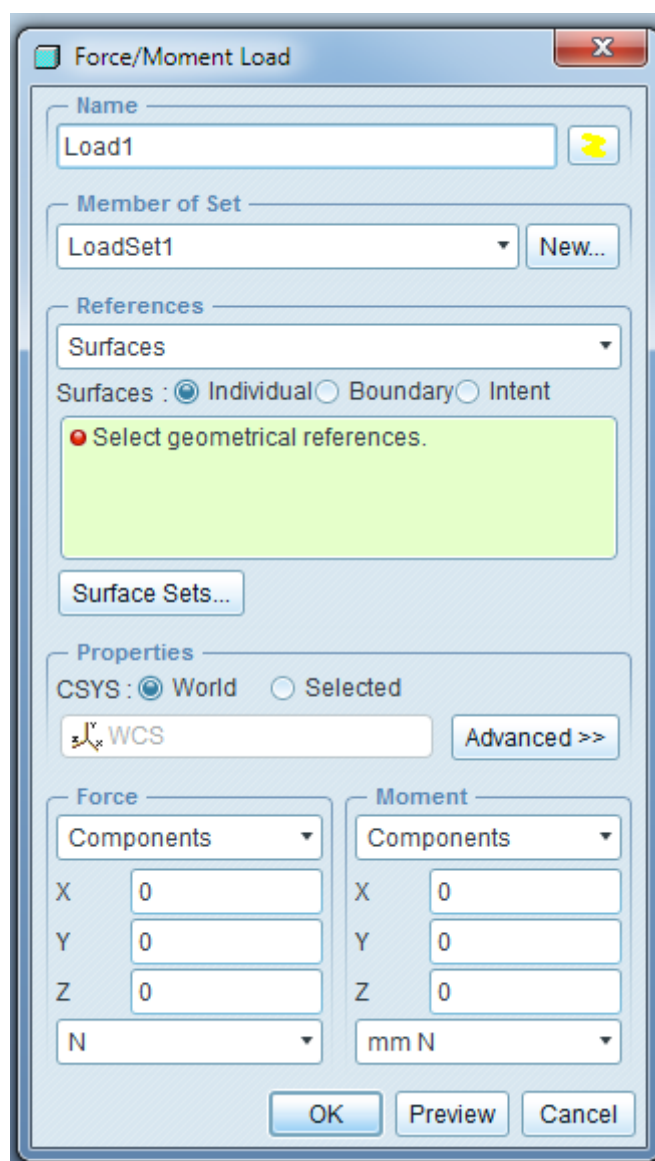 Force/Moment Load
Name
Load1
Member of Set
LoadSet1 New...
References
Surfaces
Surfaces : Individual Boundary Intent
Select geometrical references.
Surface Sets...
Properties
CSYS : World Selected
WCS Advanced >>
Force Moment
Components Components
X 0 X 0
Y 0 Y 0
Z 0 Z 0
N mm N
OK Preview Cancel